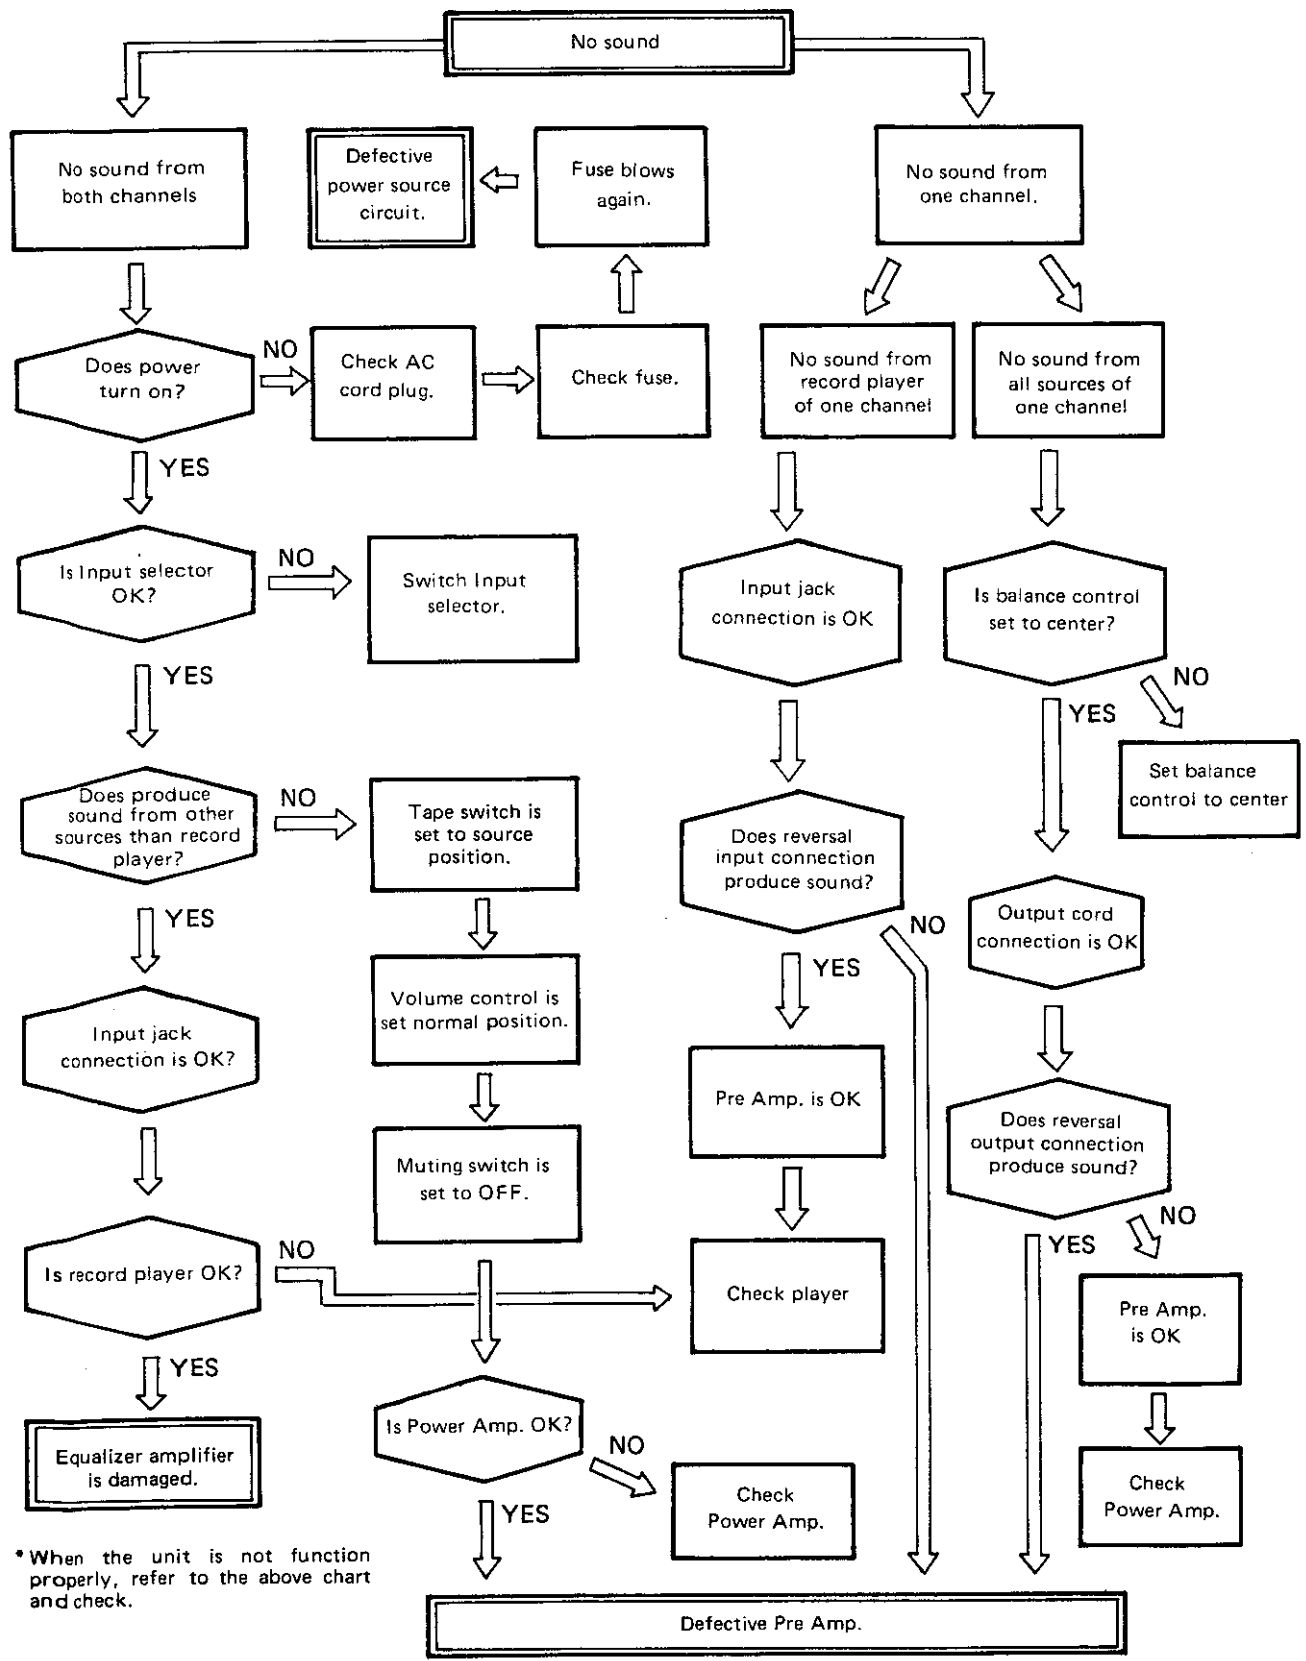 No sound
No sound from
both channels
Defective
power source
circuit.
Fuse blows
again.
No sound from
one channel.
Does power
turn on?
NO
Check AC
cord plug.
Check fuse.
No sound from
record player
of one channel
No sound from
all sources of
one channel
YES
Is Input selector
OK?
NO
Switch Input
selector.
Input jack
connection is OK
Is balance control
set to center?
YES
NO
YES
Set balance
control to center
Does produce
sound from other
sources than record
player?
NO
Tape switch is
set to source
position.
Does reversal
input connection
produce sound?
YES
NO
YES
Output cord
connection is OK
Input jack
connection is OK?
Volume control is
set normal position.
Pre Amp. is OK
Does reversal
output connection
produce sound?
Muting switch is
set to OFF.
NO
YES
Is record player OK?
NO
Check player
Pre Amp.
is OK
YES
Is Power Amp. OK?
NO
Check
Power Amp.
YES
Check
Power Amp.
Equalizer amplifier
is damaged.
* When the unit is not function
properly, refer to the above chart
and check.
Defective Pre Amp.